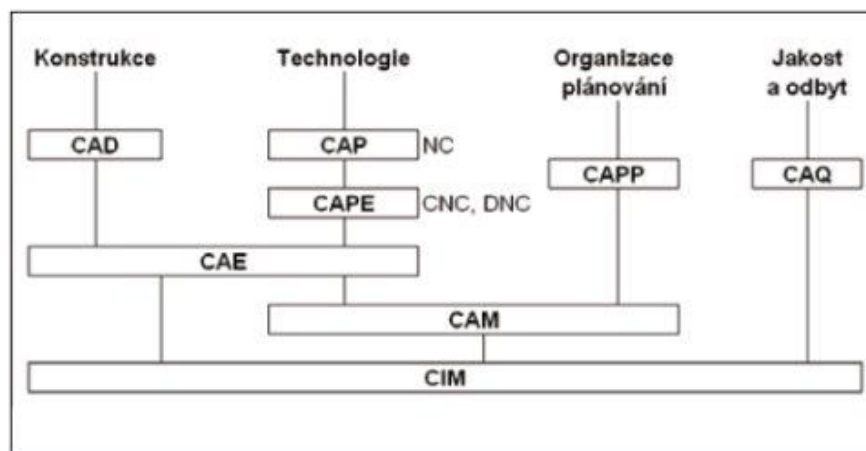 Konstrukce
Technologie
Organizace
plánování
Jakost
a odbyt
CAD
CAP
NC
CAPP
CAQ
CAPE
CNC, DNC
CAE
CAM
CIM